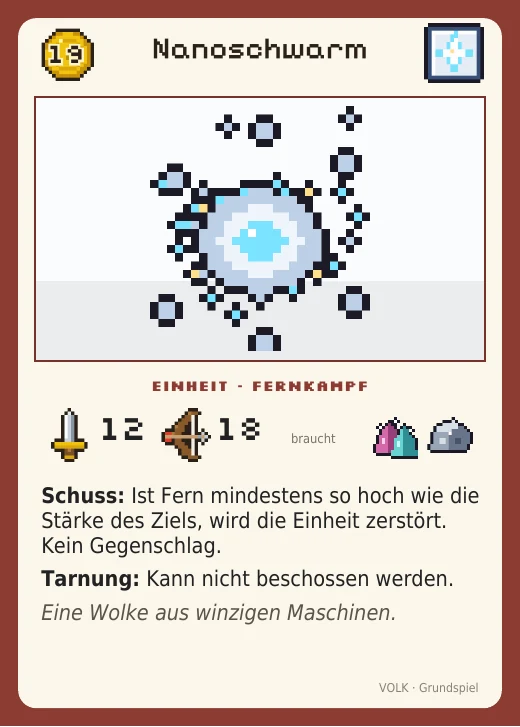 19
Nanoschwarm
EINHEIT - FERNKAMPF
12
18
braucht
Schuss: Ist Fern mindestens so hoch wie die
Stärke des Ziels, wird die Einheit zerstört.
Kein Gegenschlag.
Tarnung: Kann nicht beschossen werden.
Eine Wolke aus winzigen Maschinen.
VOLK · Grundspiel